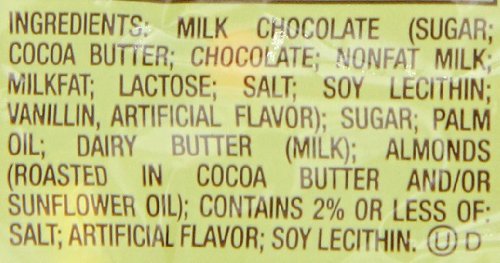 INGREDIENTS: MILK CHOCOLATE (SUGAR;
COCOA BUTTER; CHOCOLATE; NONFAT MILK;
MILKFAT; LACTOSE; SALT; SOY LECITHIN;
VANILLIN, ARTIFICIAL FLAVOR); SUGAR; PALM
OIL; DAIRY BUTTER (MILK); ALMONDS
(ROASTED IN COCOA BUTTER AND/OR
SUNFLOWER OIL); CONTAINS 2% OR LESS OF:
SALT; ARTIFICIAL FLAVOR; SOY LECITHIN. Ⓤ D